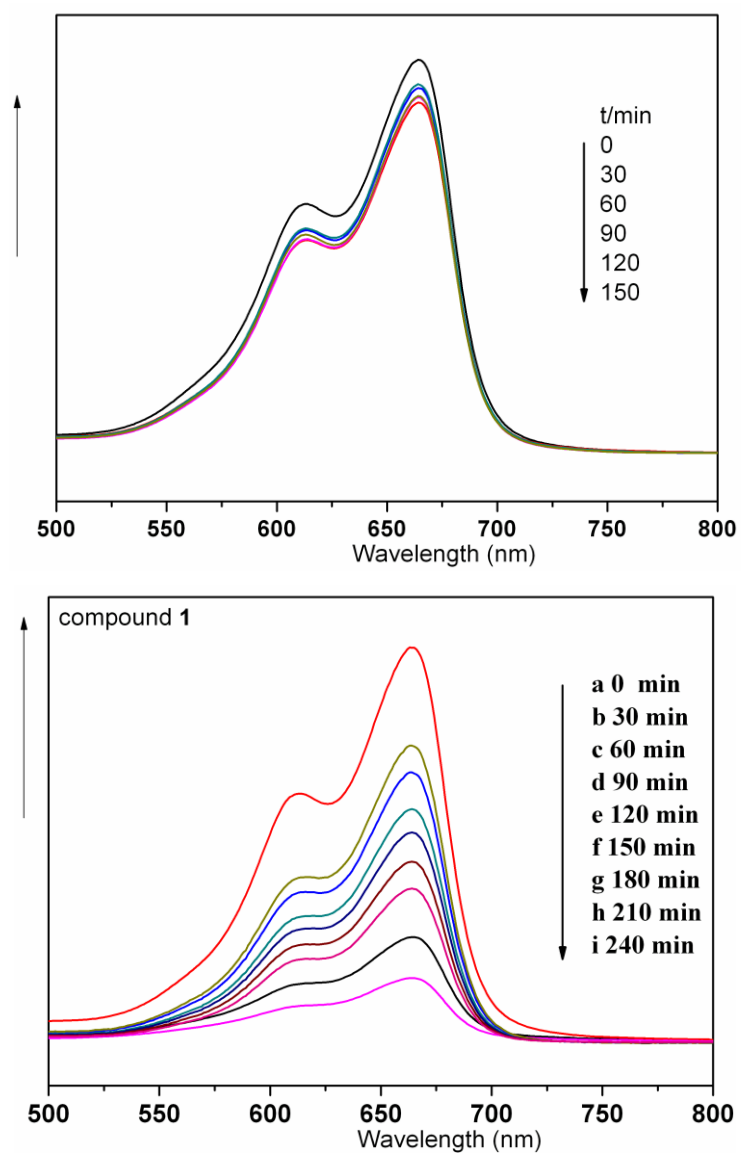 t/min
0
30
60
90
120
150
500 550 600 650 700 750 800
Wavelength (nm)
compound 1
a 0 min
b 30 min
c 60 min
d 90 min
e 120 min
f 150 min
g 180 min
h 210 min
i 240 min
500 550 600 650 700 750 800
Wavelength (nm)